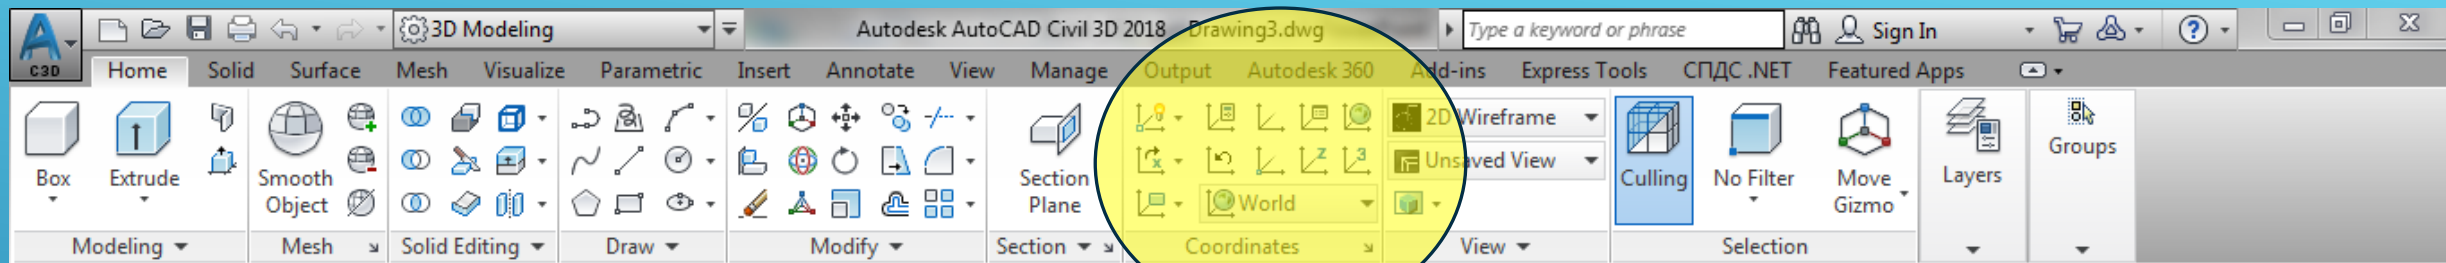 3D Modeling Autodesk AutoCAD Civil 3D 2018 Drawing3.dwg Type a keyword or phrase Sign In
C3D Home Solid Surface Mesh Visualize Parametric Insert Annotate View Manage Output Autodesk 360 Add-ins Express Tools СПДС .NET Featured Apps
2D Wireframe
Groups
Unsaved View
Box Extrude Smooth Object Section Plane Culling No Filter Move Gizmo Layers
World
Modeling Mesh Solid Editing Draw Modify Section Coordinates View Selection